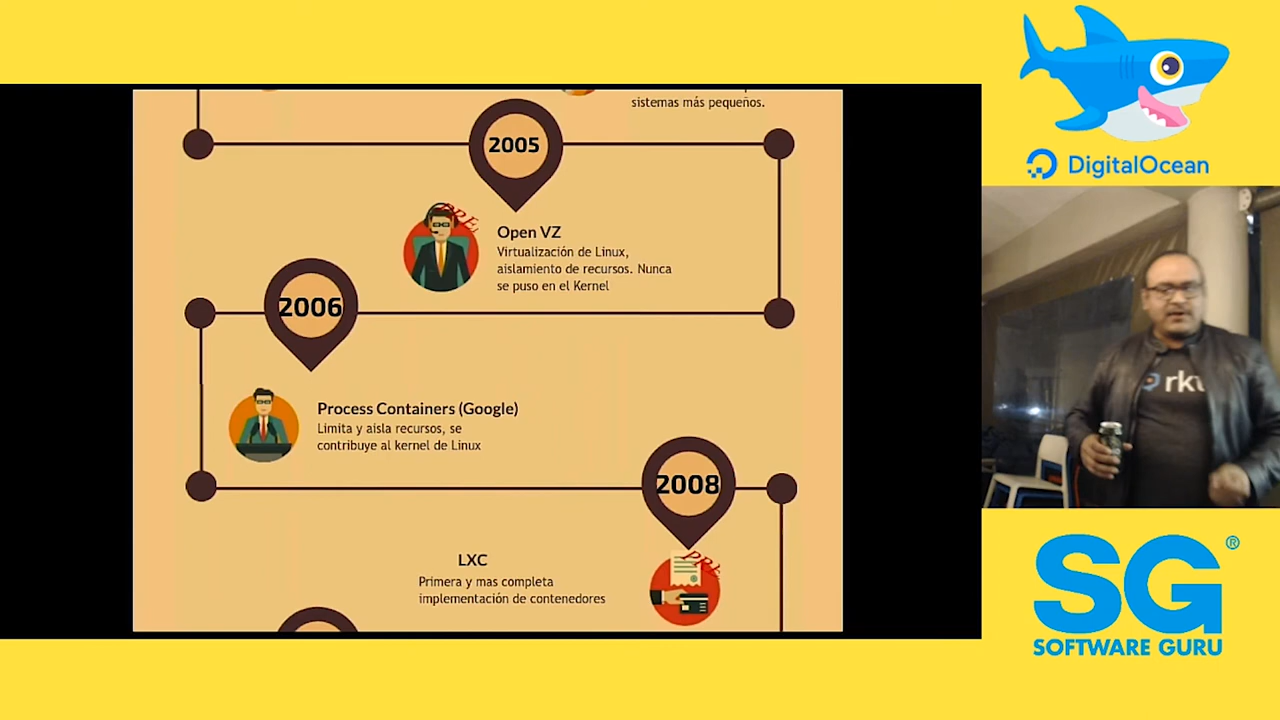 sistemas más pequeños.
2005
Open VZ
Virtualización de Linux,
aislamiento de recursos. Nunca
se puso en el Kernel
2006
Process Containers (Google)
Limita y aisla recursos, se
contribuye al kernel de Linux
2008
LXC
Primera y mas completa
implementación de contenedores
DigitalOcean
rkt
SG
®
SOFTWARE GURU